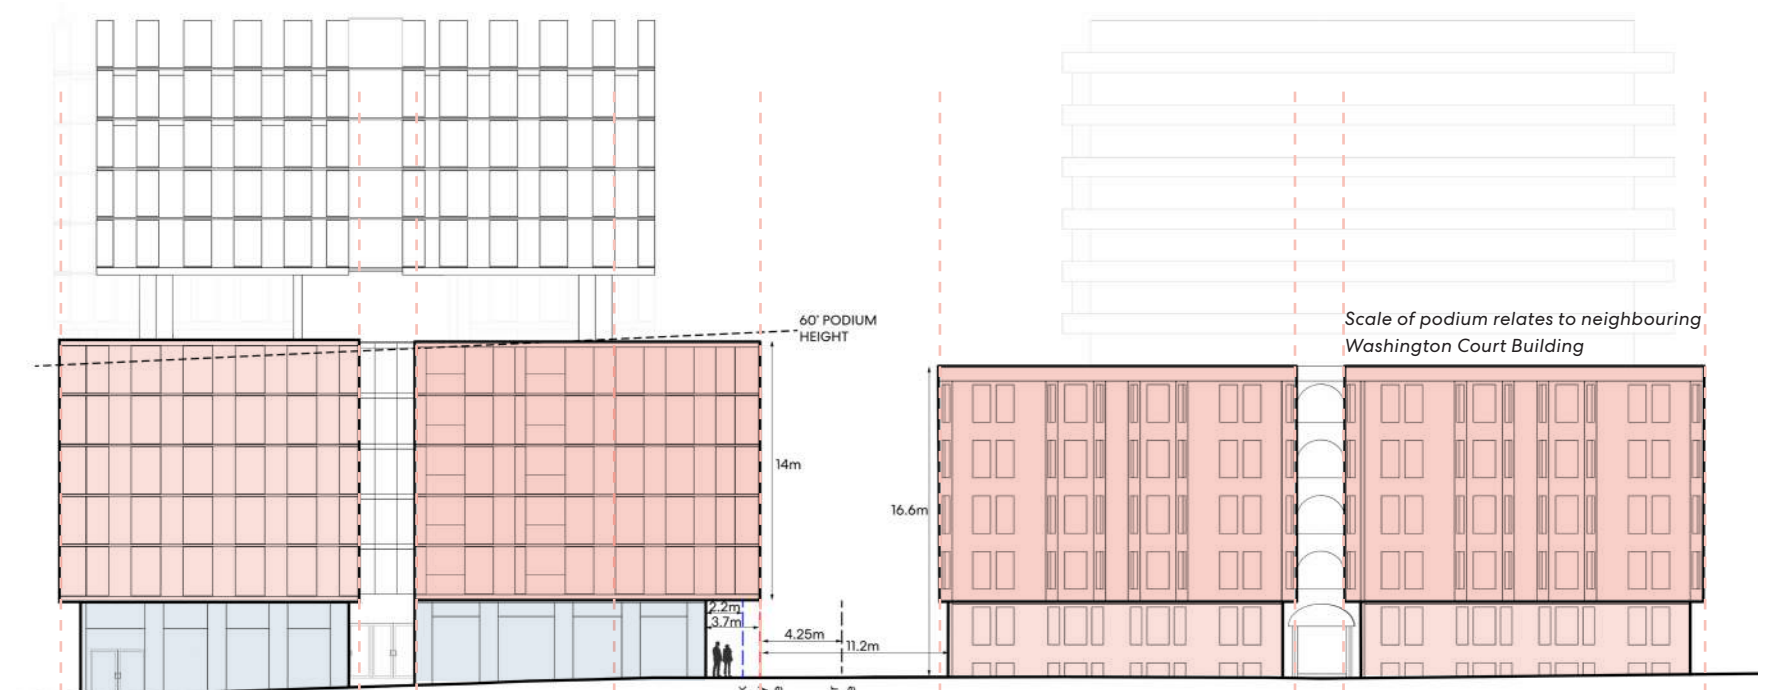 60' PODIUM
HEIGHT
Scale of podium relates to neighbouring
Washington Court Building
14m
16.6m
2.2m
3.7m
4.25m
11.2m